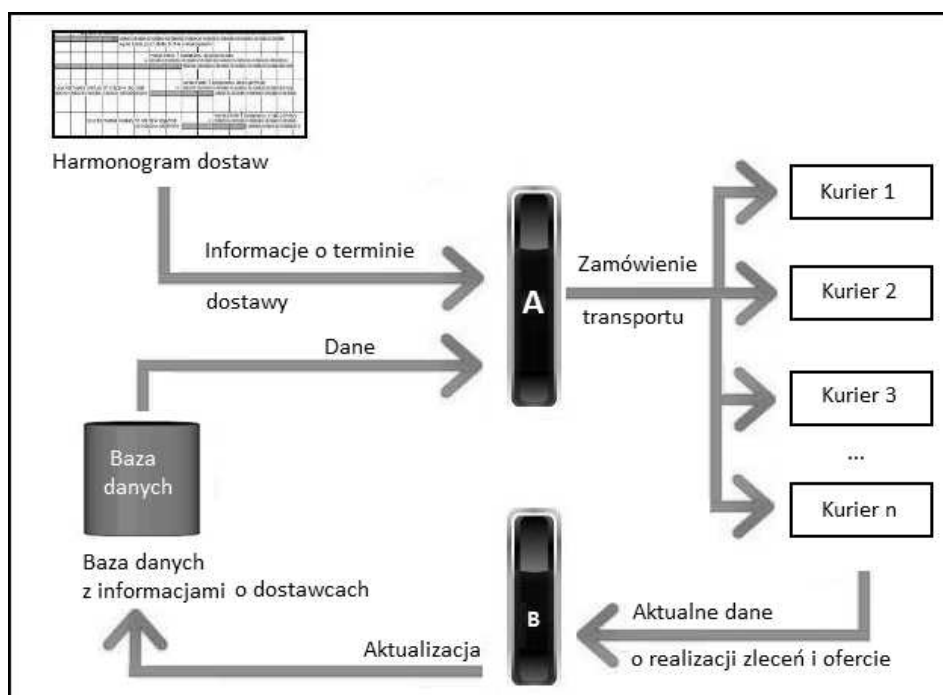 Harmonogram dostaw
Informacje o terminie
dostawy
Dane
A
Zamówienie
transportu
Kurier 1
Kurier 2
Kurier 3
...
Kurier n
Baza
danych
Baza danych
z informacjami o dostawcach
Aktualizacja
B
Aktualne dane
o realizacji zleceń i ofercie